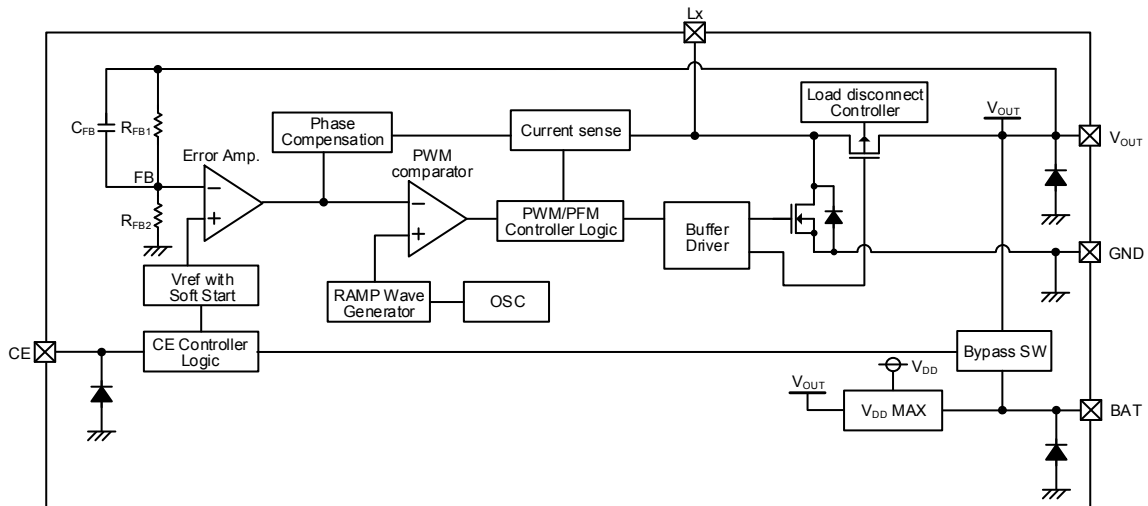 Lx
Load disconnect
Controller
VOUT
CFB
RFB1
Phase
Compensation
Current sense
VOUT
Error Amp.
PWM
comparator
FB
−
−
RFB2
+
+
PWM/PFM
Controller Logic
Buffer
Driver
GND
Vref with
Soft Start
RAMP Wave
Generator
OSC
CE
CE Controller
Logic
Bypass SW
VDD
VOUT
VDD MAX
BAT